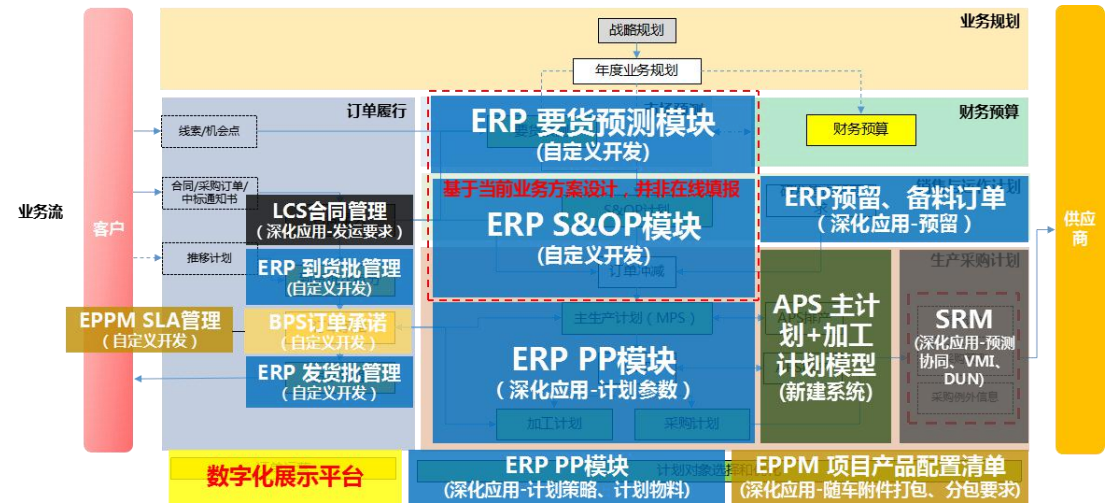 业务规划
战略规划
年度业务规划
订单履行
财务预算
线索/机会点
ERP 要货预测模块
(自定义开发)
财务预算
合同/采购订单/
中标通知书
基于当前业务方案设计，并非在线填报
S&OP计划
ERP S&OP模块
(自定义开发)
ERP预留、备料订单
（深化应用-预留）
业务流
客户
LCS合同管理
（深化应用-发运要求）
供应商
推移计划
ERP 到货批管理
(自定义开发)
订单冲减
生产采购计划
EPPM SLA管理
（自定义开发）
BPS订单承诺
（自定义开发）
主生产计划（MPS）
APS 主计
划+加工
计划模型
(新建系统)
SRM
(深化应用-预测
协同、VMI、
DUN)
ERP PP模块
（深化应用-计划参数）
ERP 发货批管理
(自定义开发)
采购例外信息
加工计划
采购计划
数字化展示平台
ERP PP模块
(深化应用-计划策略、计划物料)
EPPM 项目产品配置清单
(深化应用-随车附件打包、分包要求)